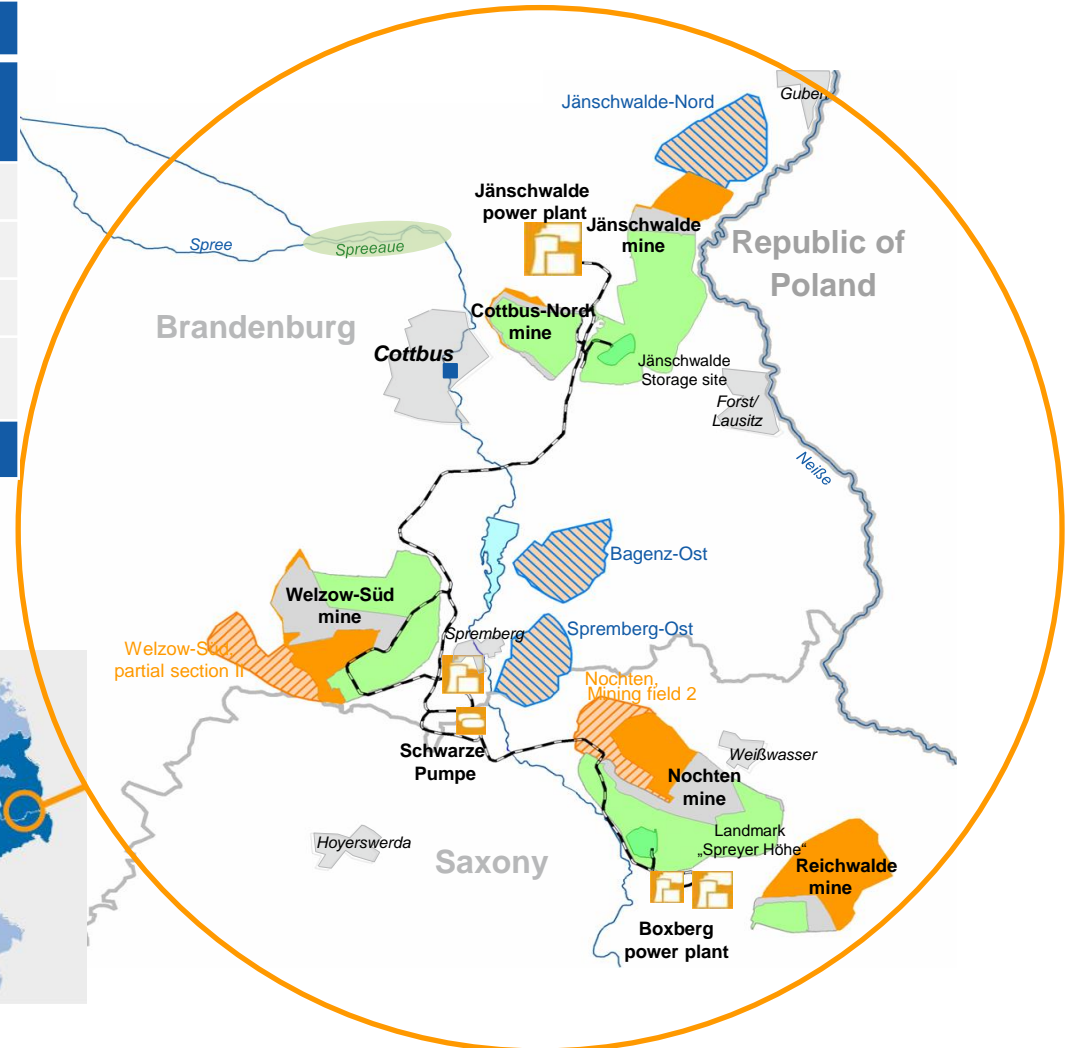 Guben
Jänschwalde-Nord
Jänschwalde
power plant
Jänschwalde
mine
Republic of
Poland
Spree
Spreeaue
Brandenburg
Cottbus-Nord
mine
Cottbus
Jänschwalde
Storage site
Forst/
Lausitz
Neiße
Bagenz-Ost
Welzow-Süd
mine
Spremberg
Spremberg-Ost
Welzow-Süd,
partial section II
Nochten,
Mining field 2
Schwarze
Pumpe
Weißwasser
Nochten
mine
Hoyerswerda
Saxony
Landmark
„Spreyer Höhe“
Reichwalde
mine
Boxberg
power plant